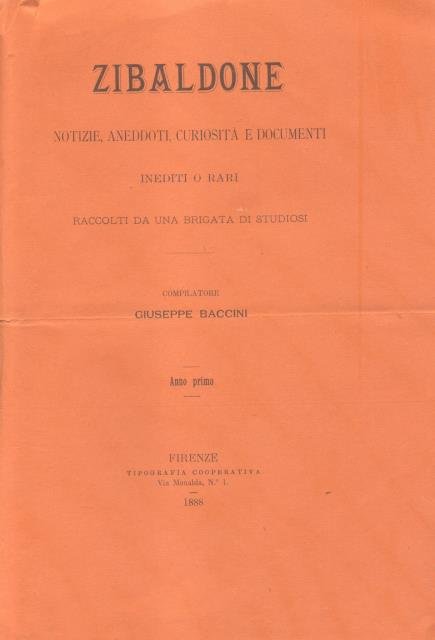 ZIBALDONE
NOTIZIE, ANEDDOTI, CURIOSITÀ E DOCUMENTI
INEDITI O RARI
RACCOLTI DA UNA BRIGATA DI STUDIOSI
COMPILATORE
GIUSEPPE BACCINI
Anno primo
FIRENZE
TIPOGRAFIA COOPERATIVA
Via Monalda, N.º 1.
1888